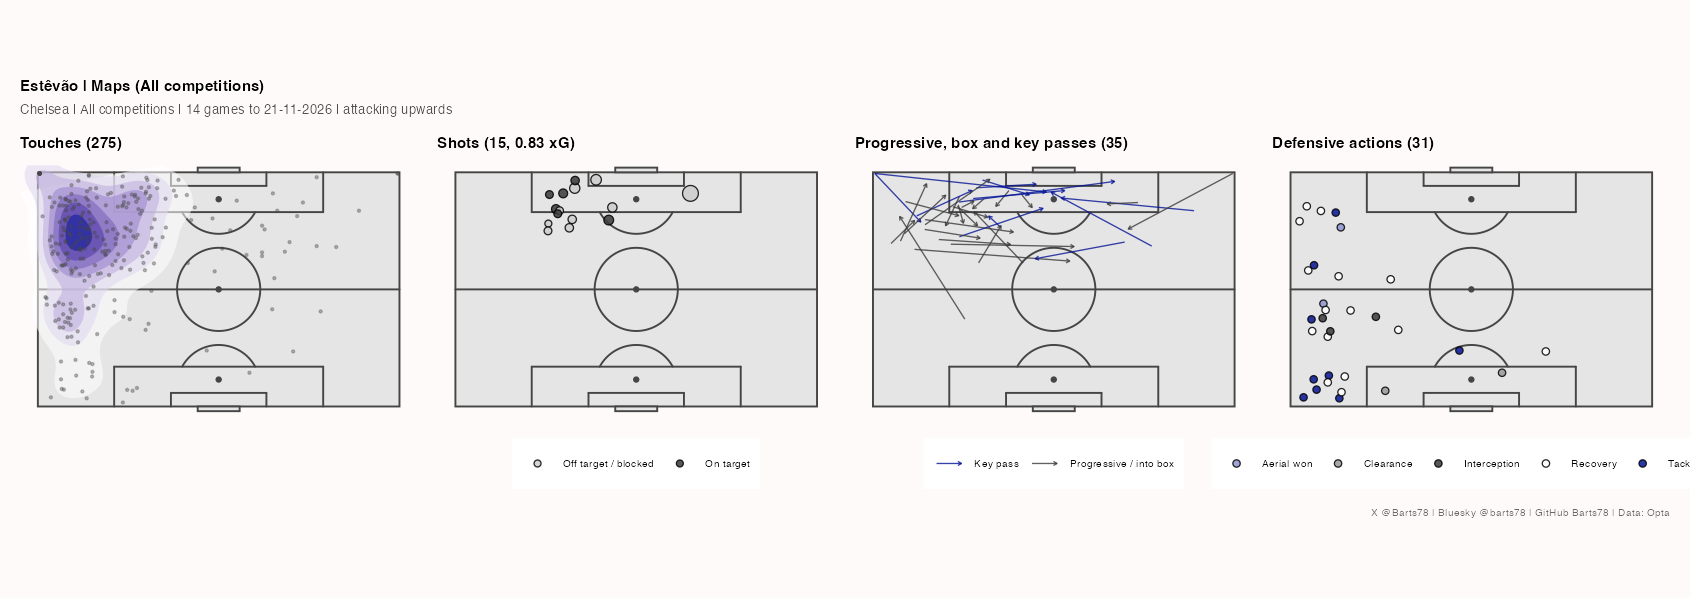 Estêvão | Maps (All competitions)
Chelsea | All competitions | 14 games to 21-11-2026 | attacking upwards
Touches (275)
Shots (15, 0.83 xG)
Progressive, box and key passes (35)
Defensive actions (31)
Off target / blocked
On target
Key pass
Progressive / into box
Aerial won
Clearance
Interception
Recovery
Tack
X @Barts78 | Bluesky @barts78 | GitHub Barts78 | Data: Opta